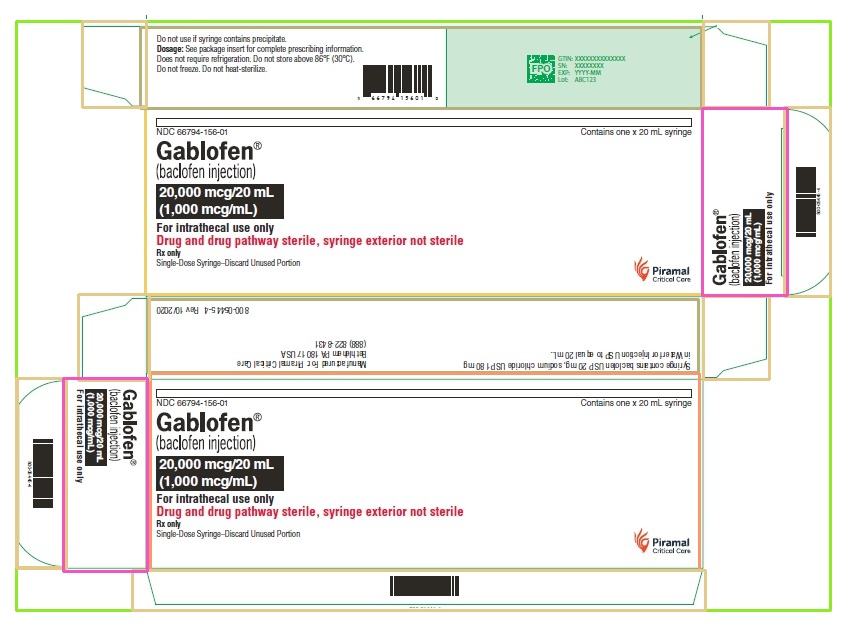 Do not use if syringe contains precipitate.
Dosage: See package insert for complete prescribing information.
Does not require refrigeration. Do not store above 86°F (30°C).
Do not freeze. Do not heat-sterilize.
FPO
GTIN: XXXXXXXXXXXXXX
SN: XXXXXXXX
EXP: YYYY-MM
Lot: ABC123
NDC 66794-156-01
Contains one x 20 mL syringe
Gablofen®
(baclofen injection)
20,000 mcg/20 mL
(1,000 mcg/mL)
For intrathecal use only
Drug and drug pathway sterile, syringe exterior not sterile
Rx only
Single-Dose Syringe–Discard Unused Portion
Piramal
Critical Care
Gablofen®
(baclofen injection)
20,000 mcg/20 mL
(1,000 mcg/mL)
For intrathecal use only
Syringe contains baclofen USP 20 mg, sodium chloride USP 180 mg
in Water for Injection USP to equal 20 mL.
Manufactured For: Piramal Critical Care
Bethlehem PA 18017 USA
(888) 822-8431
NDC 66794-156-01
Contains one x 20 mL syringe
Gablofen®
(baclofen injection)
20,000 mcg/20 mL
(1,000 mcg/mL)
For intrathecal use only
Drug and drug pathway sterile, syringe exterior not sterile
Rx only
Single-Dose Syringe–Discard Unused Portion
Piramal
Critical Care
Gablofen®
(baclofen injection)
20,000 mcg/20 mL
(1,000 mcg/mL)
For intrathecal use only